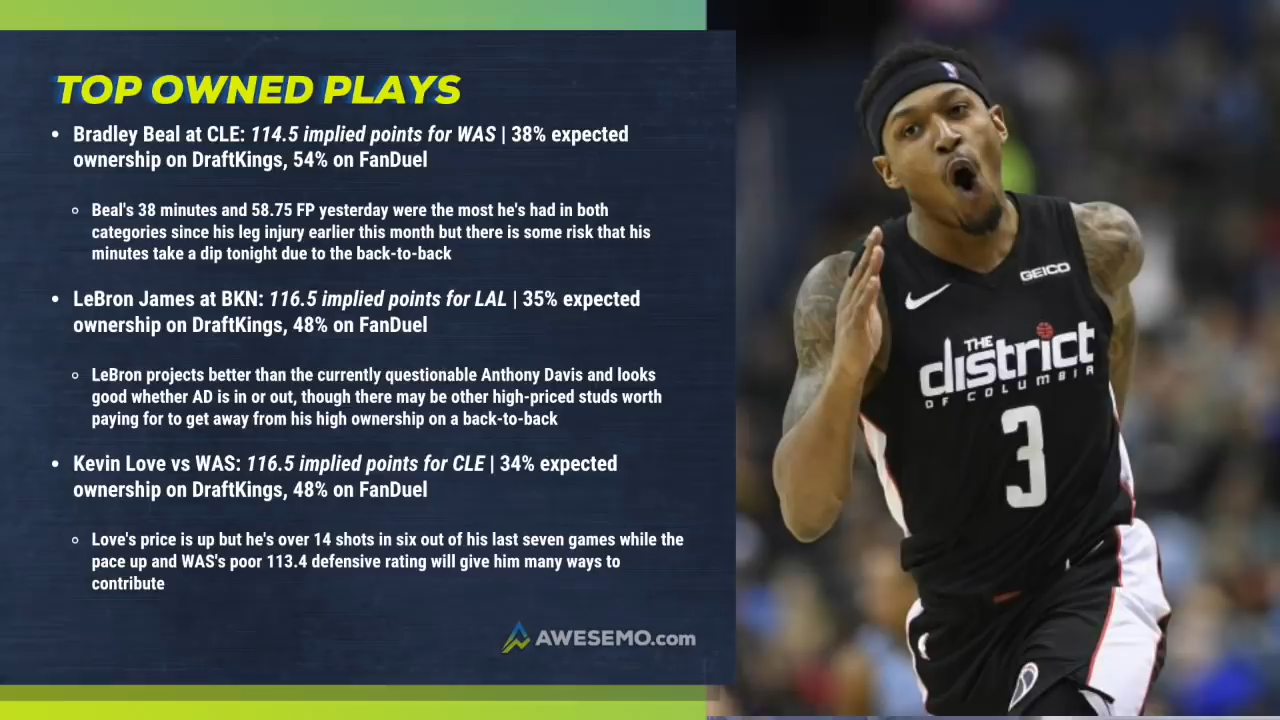 TOP OWNED PLAYS
• Bradley Beal at CLE: 114.5 implied points for WAS | 38% expected
ownership on DraftKings, 54% on FanDuel
◦ Beal's 38 minutes and 58.75 FP yesterday were the most he's had in both
categories since his leg injury earlier this month but there is some risk that his
minutes take a dip tonight due to the back-to-back
• LeBron James at BKN: 116.5 implied points for LAL | 35% expected
ownership on DraftKings, 48% on FanDuel
◦ LeBron projects better than the currently questionable Anthony Davis and looks
good whether AD is in or out, though there may be other high-priced studs worth
paying for to get away from his high ownership on a back-to-back
• Kevin Love vs WAS: 116.5 implied points for CLE | 34% expected
ownership on DraftKings, 48% on FanDuel
◦ Love's price is up but he's over 14 shots in six out of his last seven games while the
pace up and WAS's poor 113.4 defensive rating will give him many ways to
contribute
AWESEMO.com
GEICO
THE
district
OF COLUMBIA
3